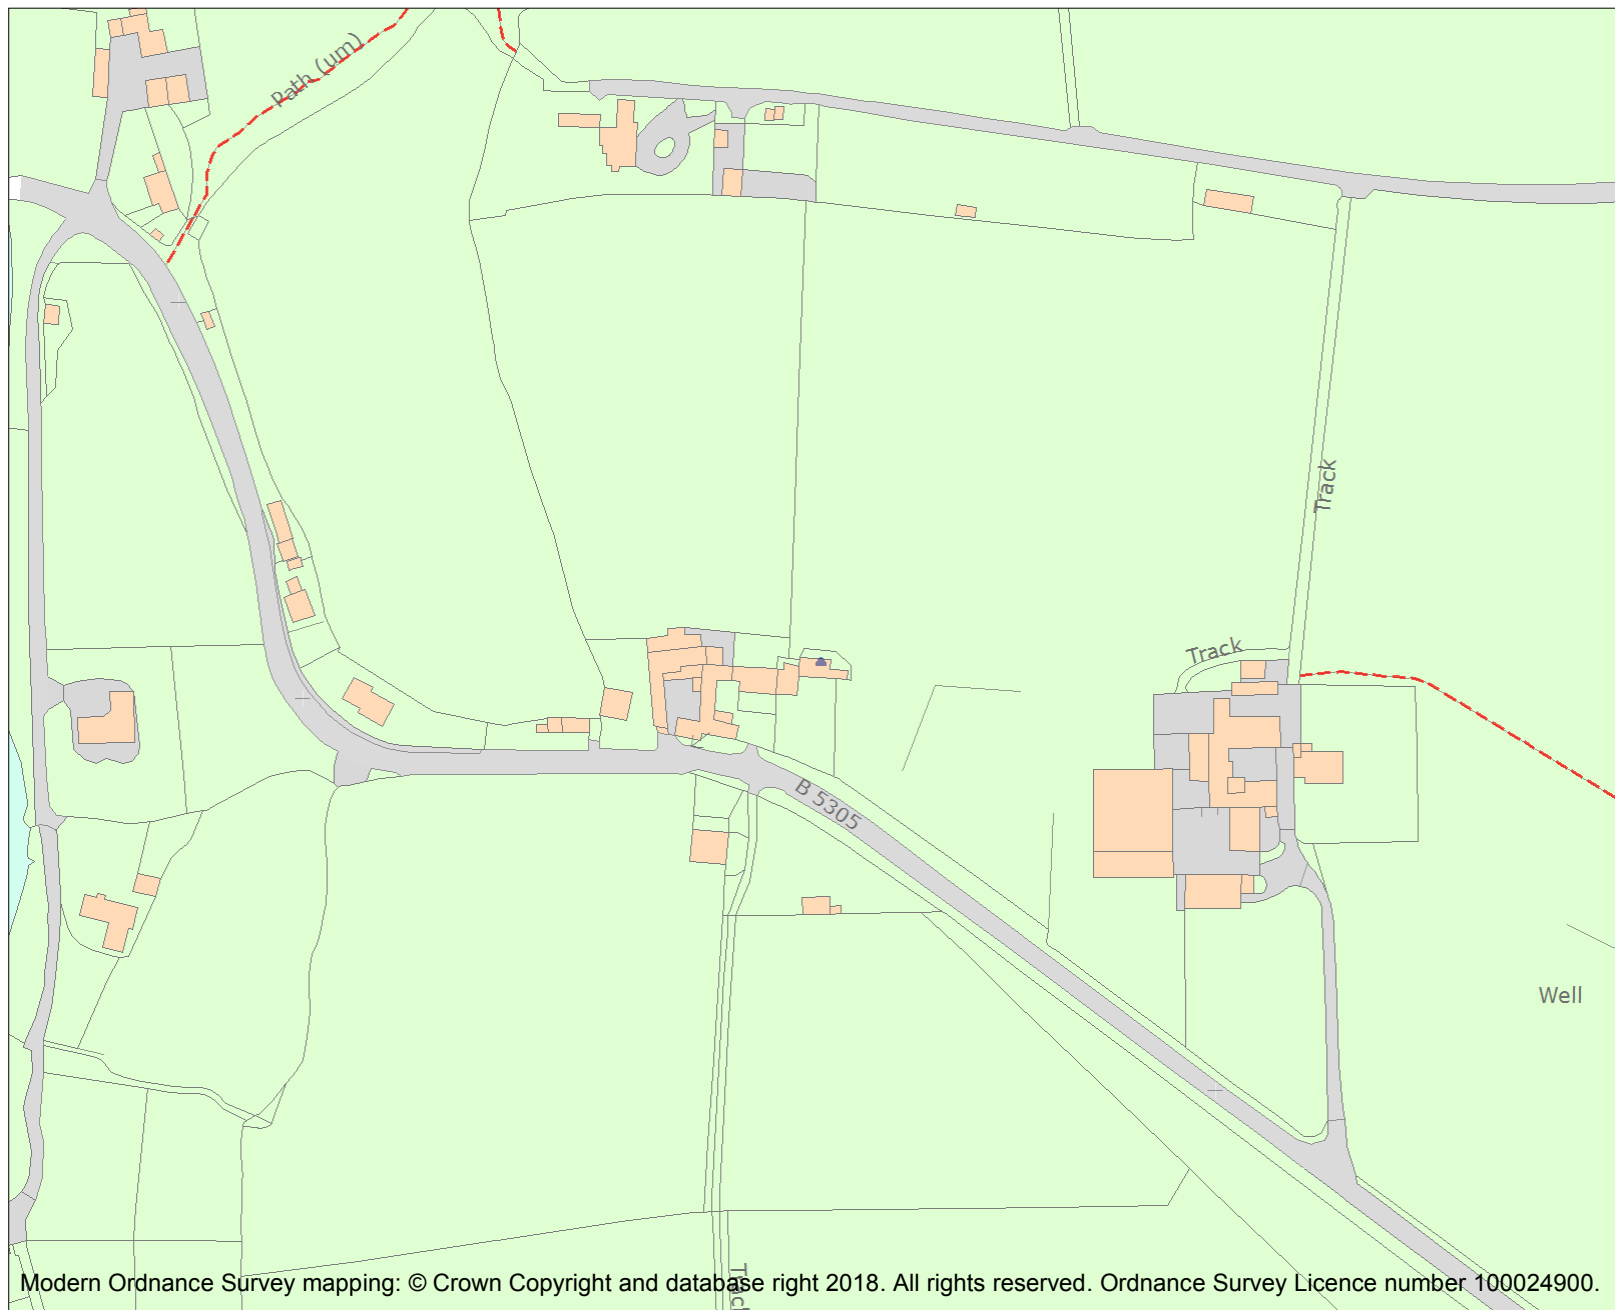 Path (um)
Track
Track
B 5305
Well
Track
Modern Ordnance Survey mapping: © Crown Copyright and database right 2018. All rights reserved. Ordnance Survey Licence number 100024900.